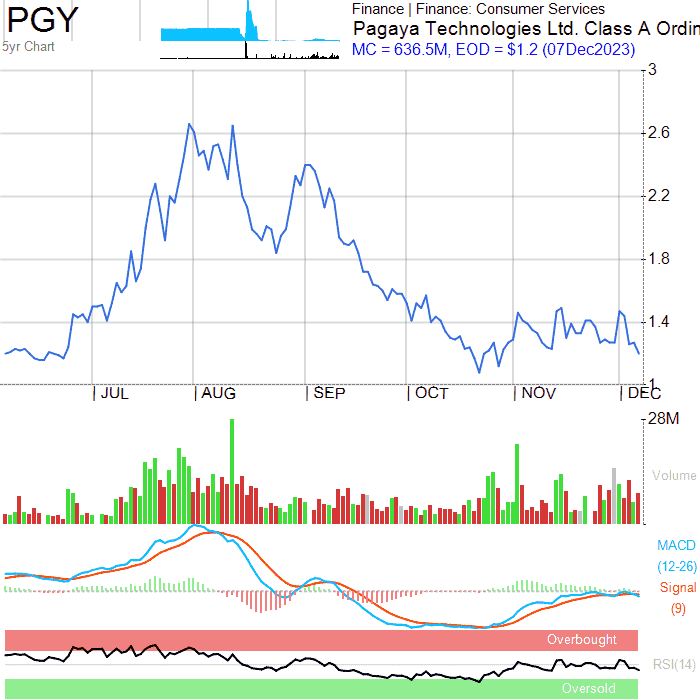 PGY
5yr Chart
Finance | Finance: Consumer Services
Pagaya Technologies Ltd. Class A Ordin
MC = 636.5M, EOD = $1.2 (07Dec2023)
3
2.6
2.2
1.8
1.4
1
JUL AUG SEP OCT NOV DEC
28M
Volume
MACD
(12-26)
Signal
(9)
Overbought
RSI(14)
Oversold